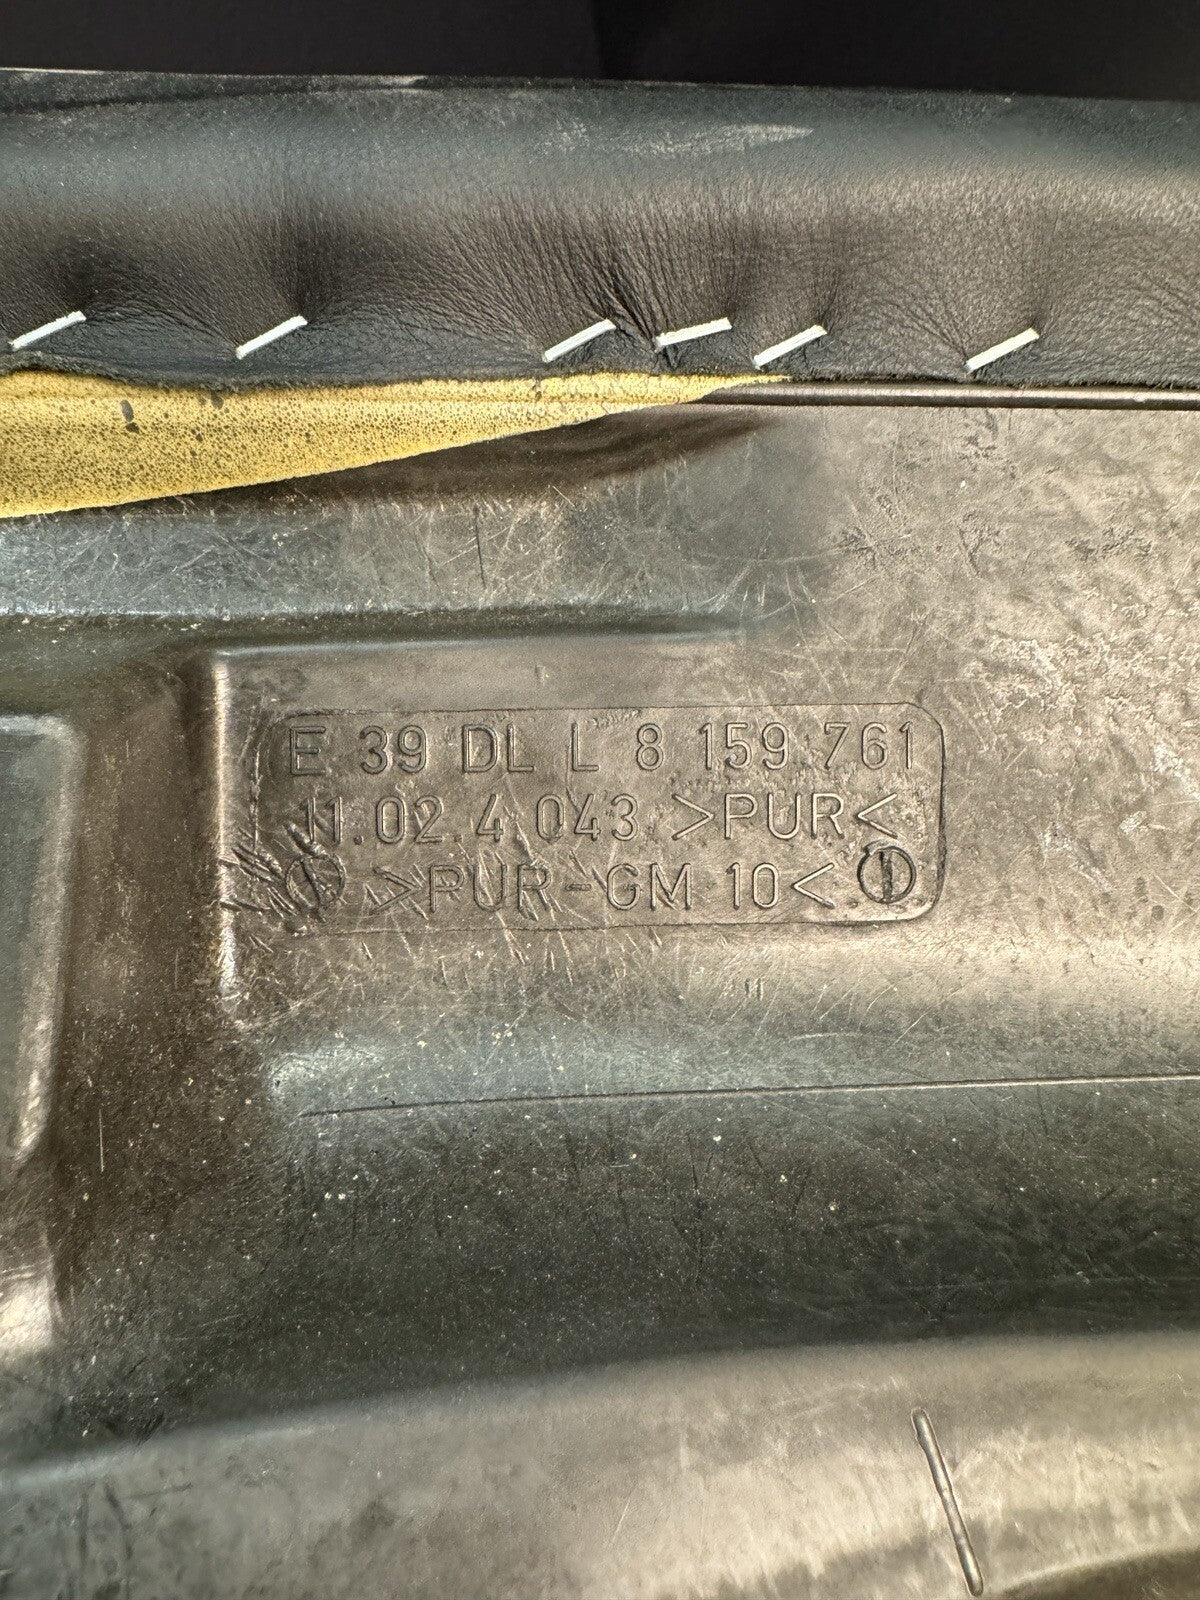 E 39 DL L 8 159 761
11.02.4 043 >PUR<
>PUR-GM 10<